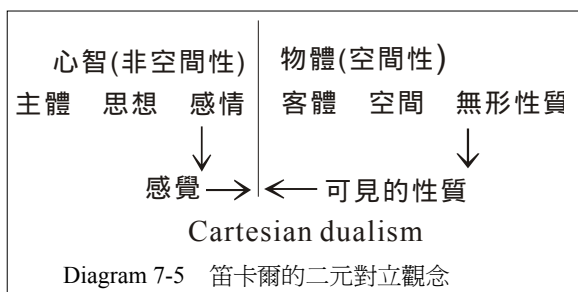 心智(非空間性) 物體(空間性)
主體 思想 感情 客體 空間 無形性質
感覺 可見的性質
Cartesian dualism
Diagram 7-5 笛卡爾的二元對立觀念